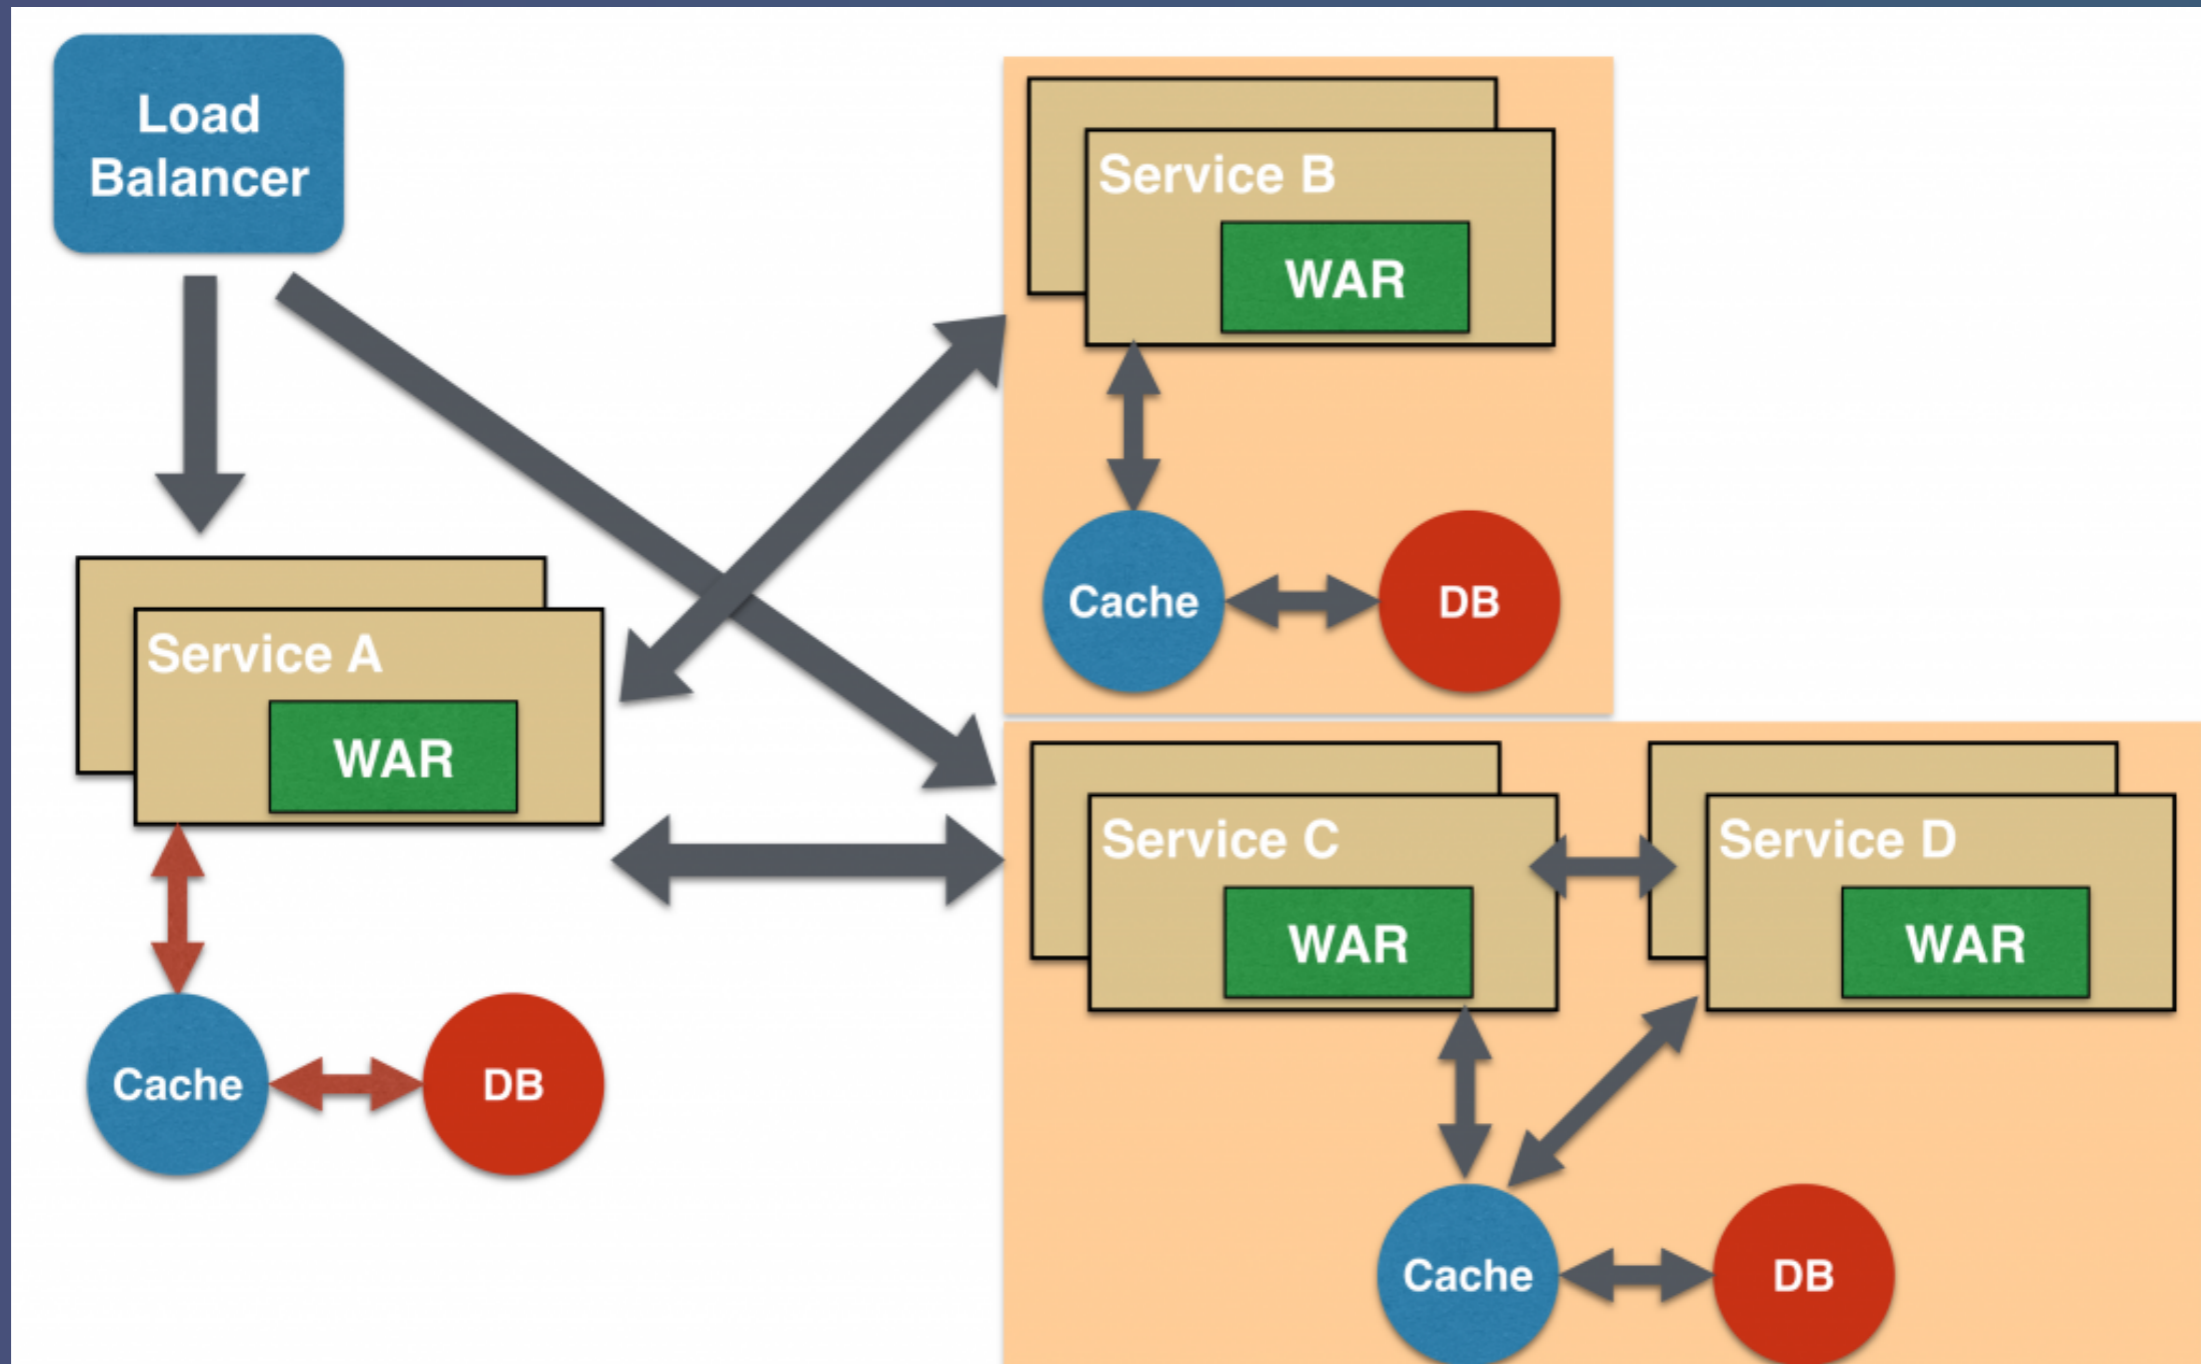 Load
Balancer
Service B
WAR
Cache
DB
Service A
WAR
Cache
DB
Service C
WAR
Service D
WAR
Cache
DB